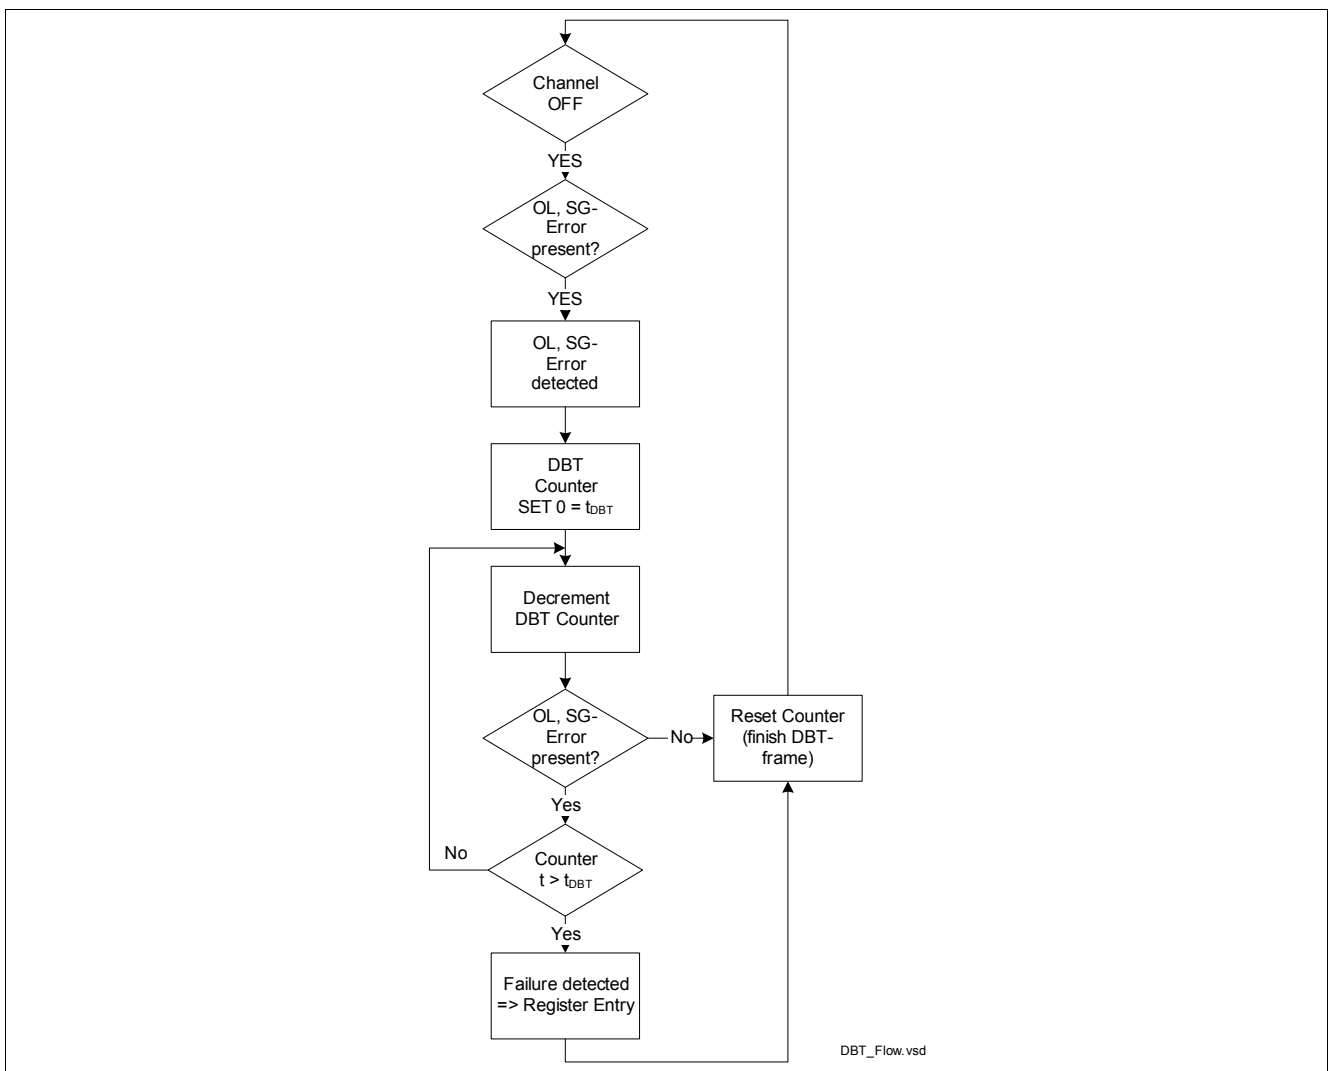 Channel
OFF
YES
OL, SG-
Error
present?
YES
OL, SG-
Error
detected
DBT
Counter
SET 0 = tDBT
Decrement
DBT Counter
OL, SG-
Error
present?
No
Reset Counter
(finish DBT-
frame)
Yes
No
Counter
t > tDBT
Yes
Failure detected
=> Register Entry
DBT_Flow.vsd